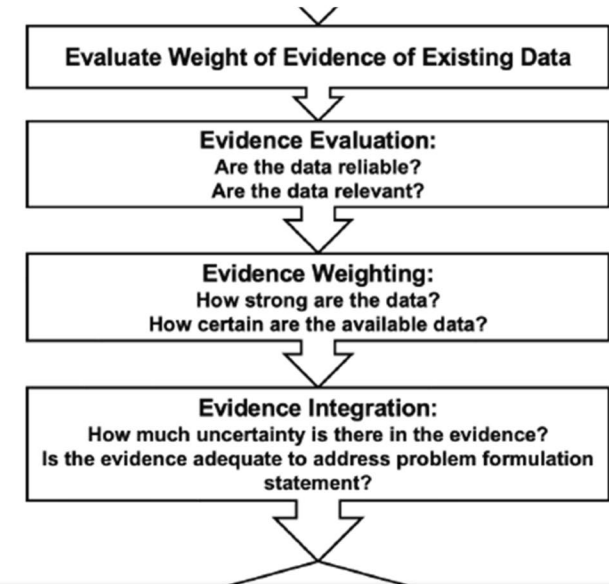 Evaluate Weight of Evidence of Existing Data
Evidence Evaluation:
Are the data reliable?
Are the data relevant?
Evidence Weighting:
How strong are the data?
How certain are the available data?
Evidence Integration:
How much uncertainty is there in the evidence?
Is the evidence adequate to address problem formulation
statement?